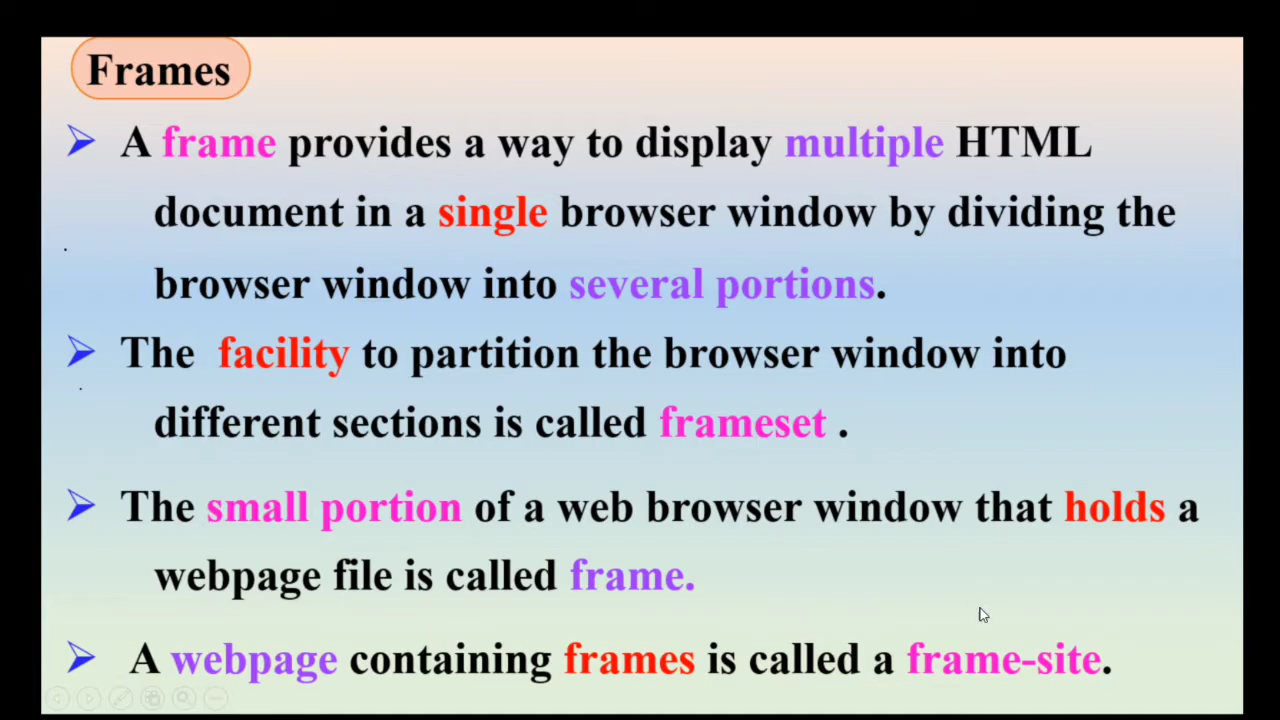 Frames
A frame provides a way to display multiple HTML
document in a single browser window by dividing the
browser window into several portions.
The facility to partition the browser window into
different sections is called frameset .
The small portion of a web browser window that holds a
webpage file is called frame.
A webpage containing frames is called a frame-site.